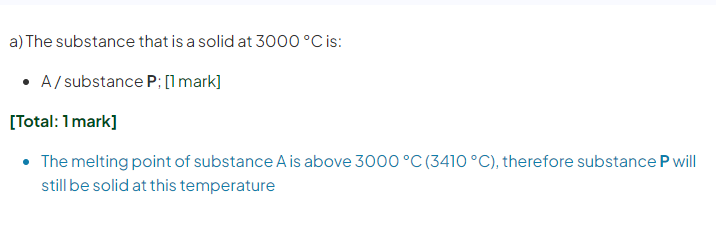 a) The substance that is a solid at 3000 °C is:
• A / substance P; [1 mark]
[Total: 1 mark]
• The melting point of substance A is above 3000 °C (3410 °C), therefore substance P will
still be solid at this temperature